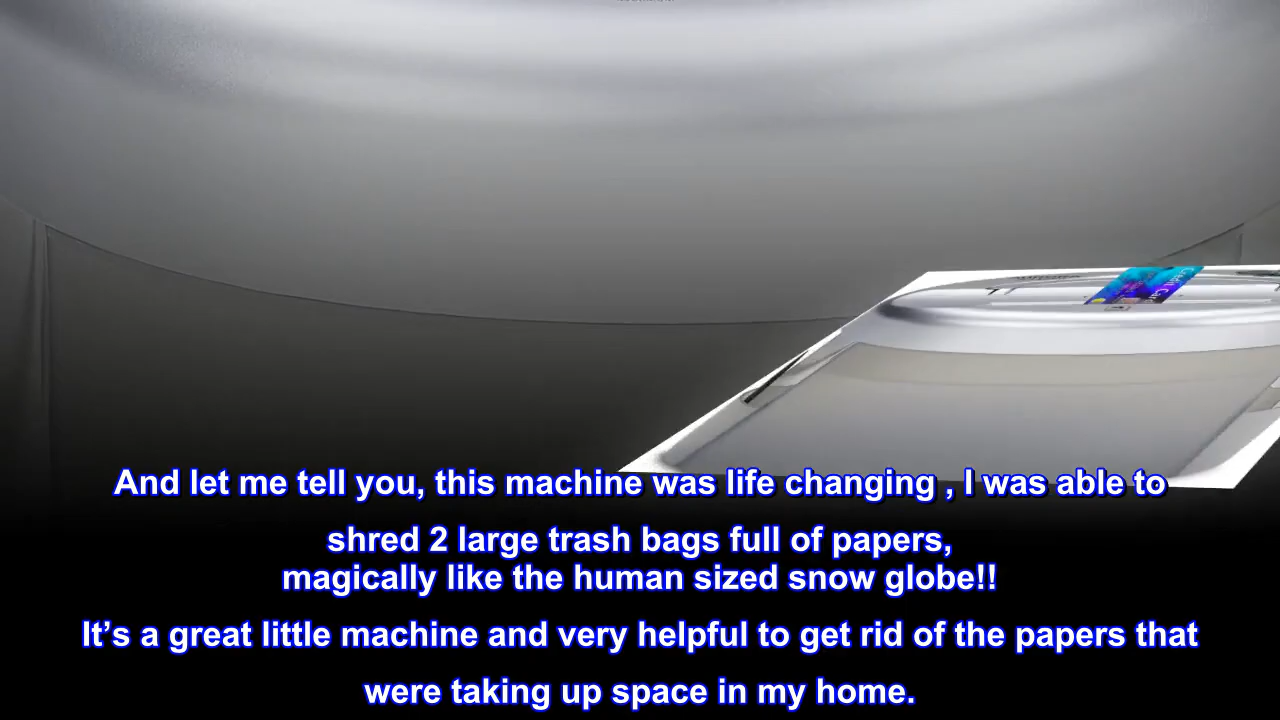 And let me tell you, this machine was life changing , I was able to
shred 2 large trash bags full of papers,
magically like the human sized snow globe!!
It’s a great little machine and very helpful to get rid of the papers that
were taking up space in my home.